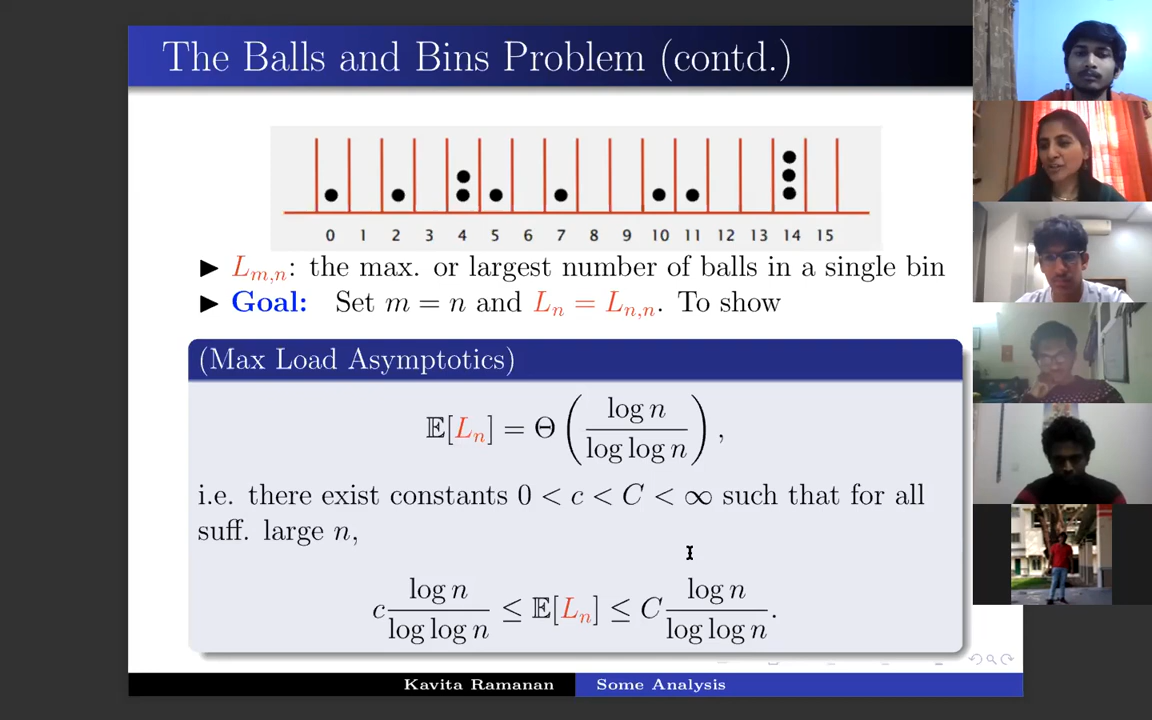 The Balls and Bins Problem (contd.)
0 1 2 3 4 5 6 7 8 9 10 11 12 13 14 15
▶ L_{m,n}: the max. or largest number of balls in a single bin
▶ Goal: Set m = n and L_n = L_{n,n}. To show
(Max Load Asymptotics)
𝔼[L_n] = Θ(log n / log log n),
i.e. there exist constants 0 < c < C < ∞ such that for all
suff. large n,
c log n / log log n ≤ 𝔼[L_n] ≤ C log n / log log n.
Kavita Ramanan Some Analysis